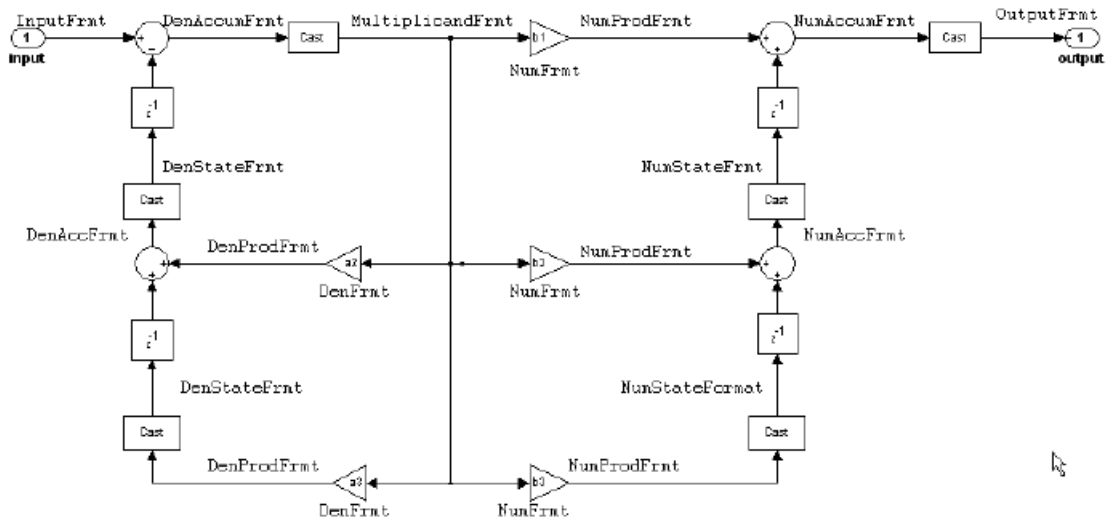 InputFrmt DenAccumFrmt MultiplicandFrmt NumProdFrmt NumAccumFrmt OutputFrmt
1 + − Cast b1 + + Cast 1
input NumFrmt output
z-1 z-1
DenStateFrmt NumStateFrmt
Cast Cast
DenAccFrmt DenProdFrmt NumProdFrmt NumAccFrmt
+ + a2 b2 + +
DenFrmt NumFrmt
z-1 z-1
DenStateFrmt NumStateFormat
Cast Cast
DenProdFrmt NumProdFrmt
a3 b3
DenFrmt NumFrmt